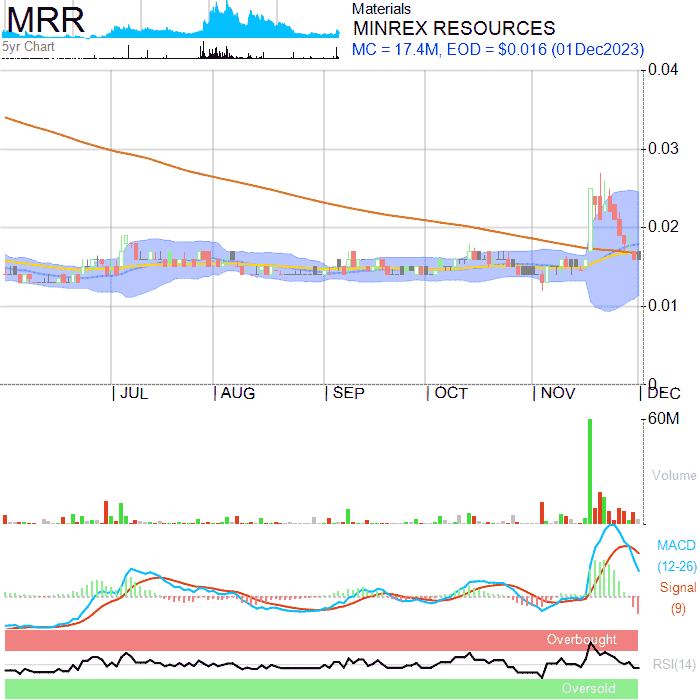 MRR
Materials
MINREX RESOURCES
5yr Chart
MC = 17.4M, EOD = $0.016 (01Dec2023)
0.04
0.03
0.02
0.01
0
JUL AUG SEP OCT NOV DEC
60M
Volume
MACD
(12-26)
Signal
(9)
Overbought
RSI(14)
Oversold